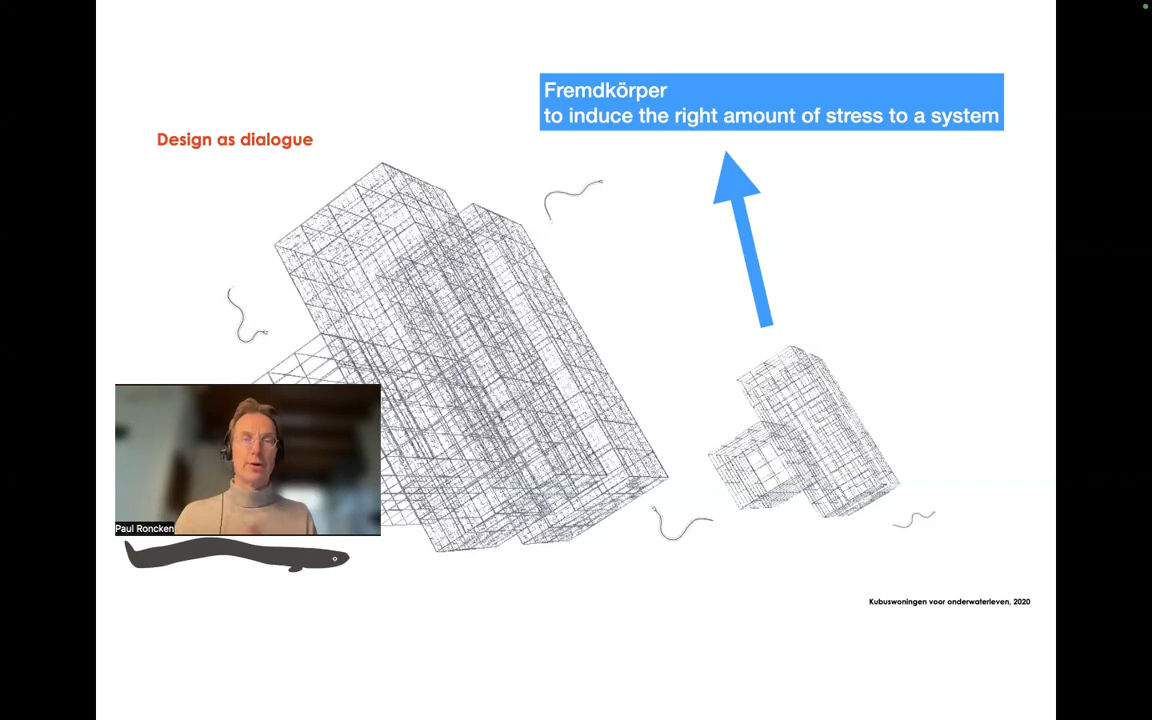 Fremdkörper
to induce the right amount of stress to a system
Design as dialogue
Paul Roncken
Kubuswoningen voor onderwaterleven, 2020